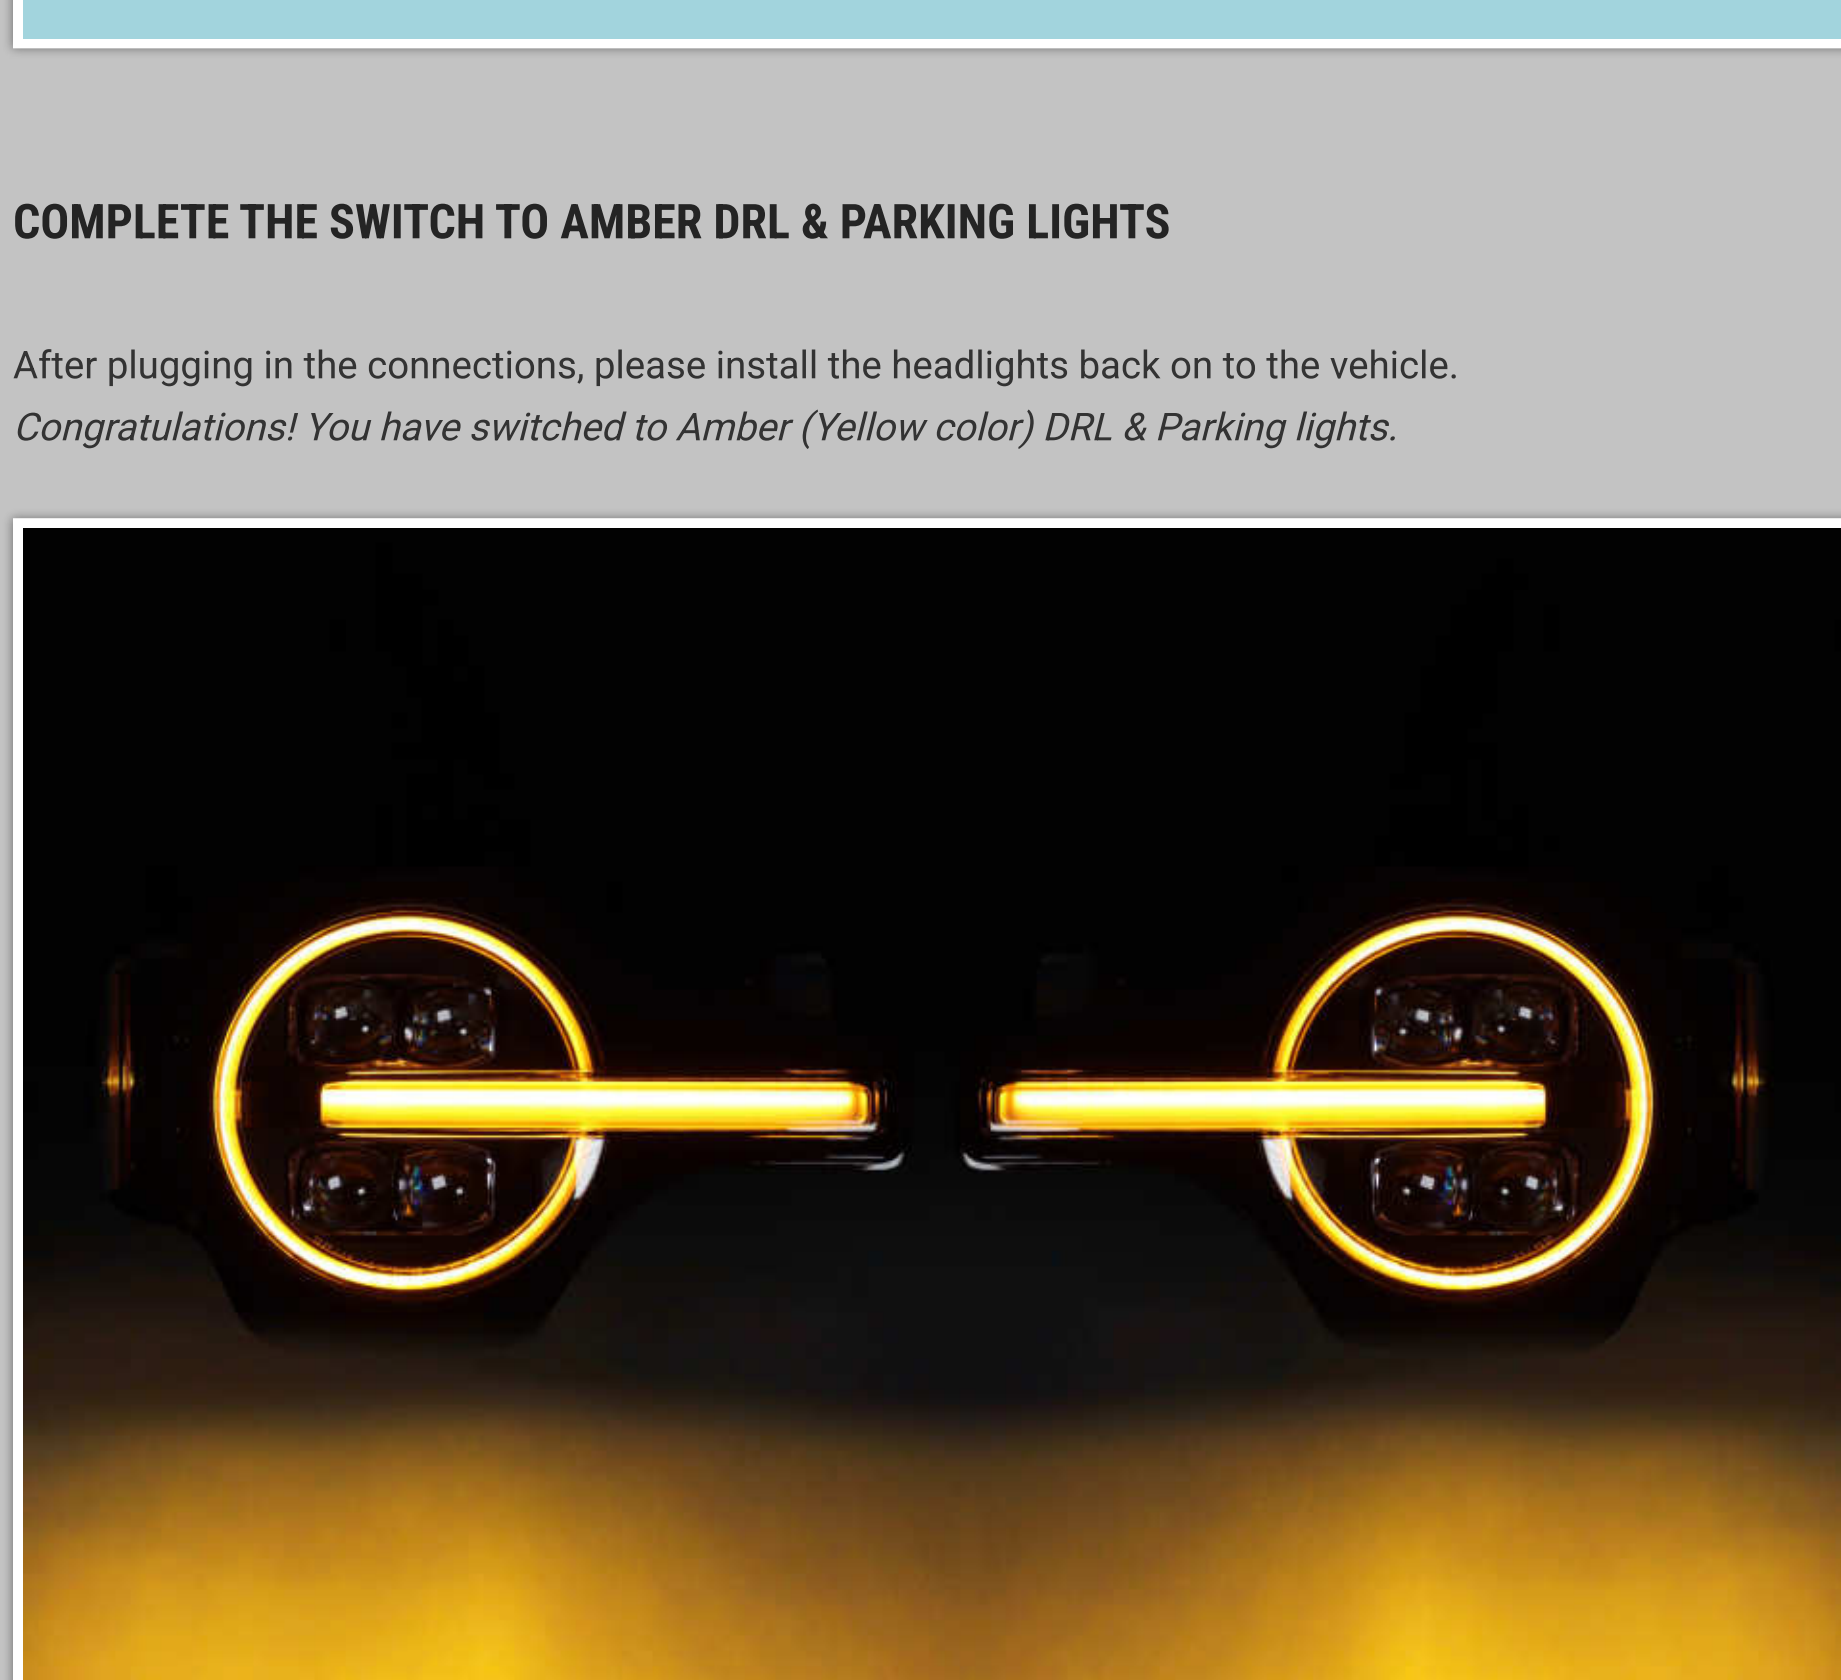 COMPLETE THE SWITCH TO AMBER DRL & PARKING LIGHTS
After plugging in the connections, please install the headlights back on to the vehicle.
Congratulations! You have switched to Amber (Yellow color) DRL & Parking lights.